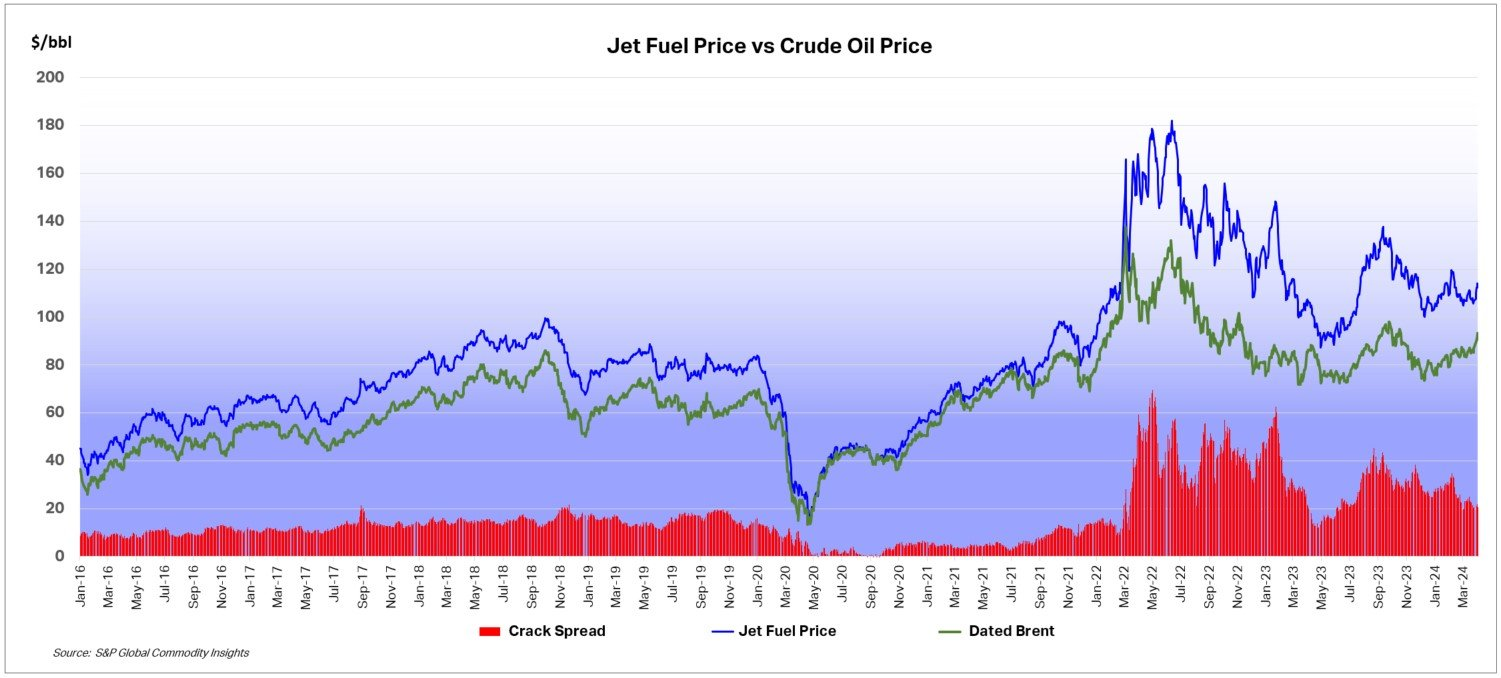 $/bbl
Jet Fuel Price vs Crude Oil Price
200
180
160
140
120
100
80
60
40
20
0
Jan-16
Mar-16
May-16
Jul-16
Sep-16
Nov-16
Jan-17
Mar-17
May-17
Jul-17
Sep-17
Nov-17
Jan-18
Mar-18
May-18
Jul-18
Sep-18
Nov-18
Jan-19
Mar-19
May-19
Jul-19
Sep-19
Nov-19
Jan-20
Mar-20
May-20
Jul-20
Sep-20
Nov-20
Jan-21
Mar-21
May-21
Jul-21
Sep-21
Nov-21
Jan-22
Mar-22
May-22
Jul-22
Sep-22
Nov-22
Jan-23
Mar-23
May-23
Jul-23
Sep-23
Nov-23
Jan-24
Mar-24
Crack Spread
Jet Fuel Price
Dated Brent
Source: S&P Global Commodity Insights